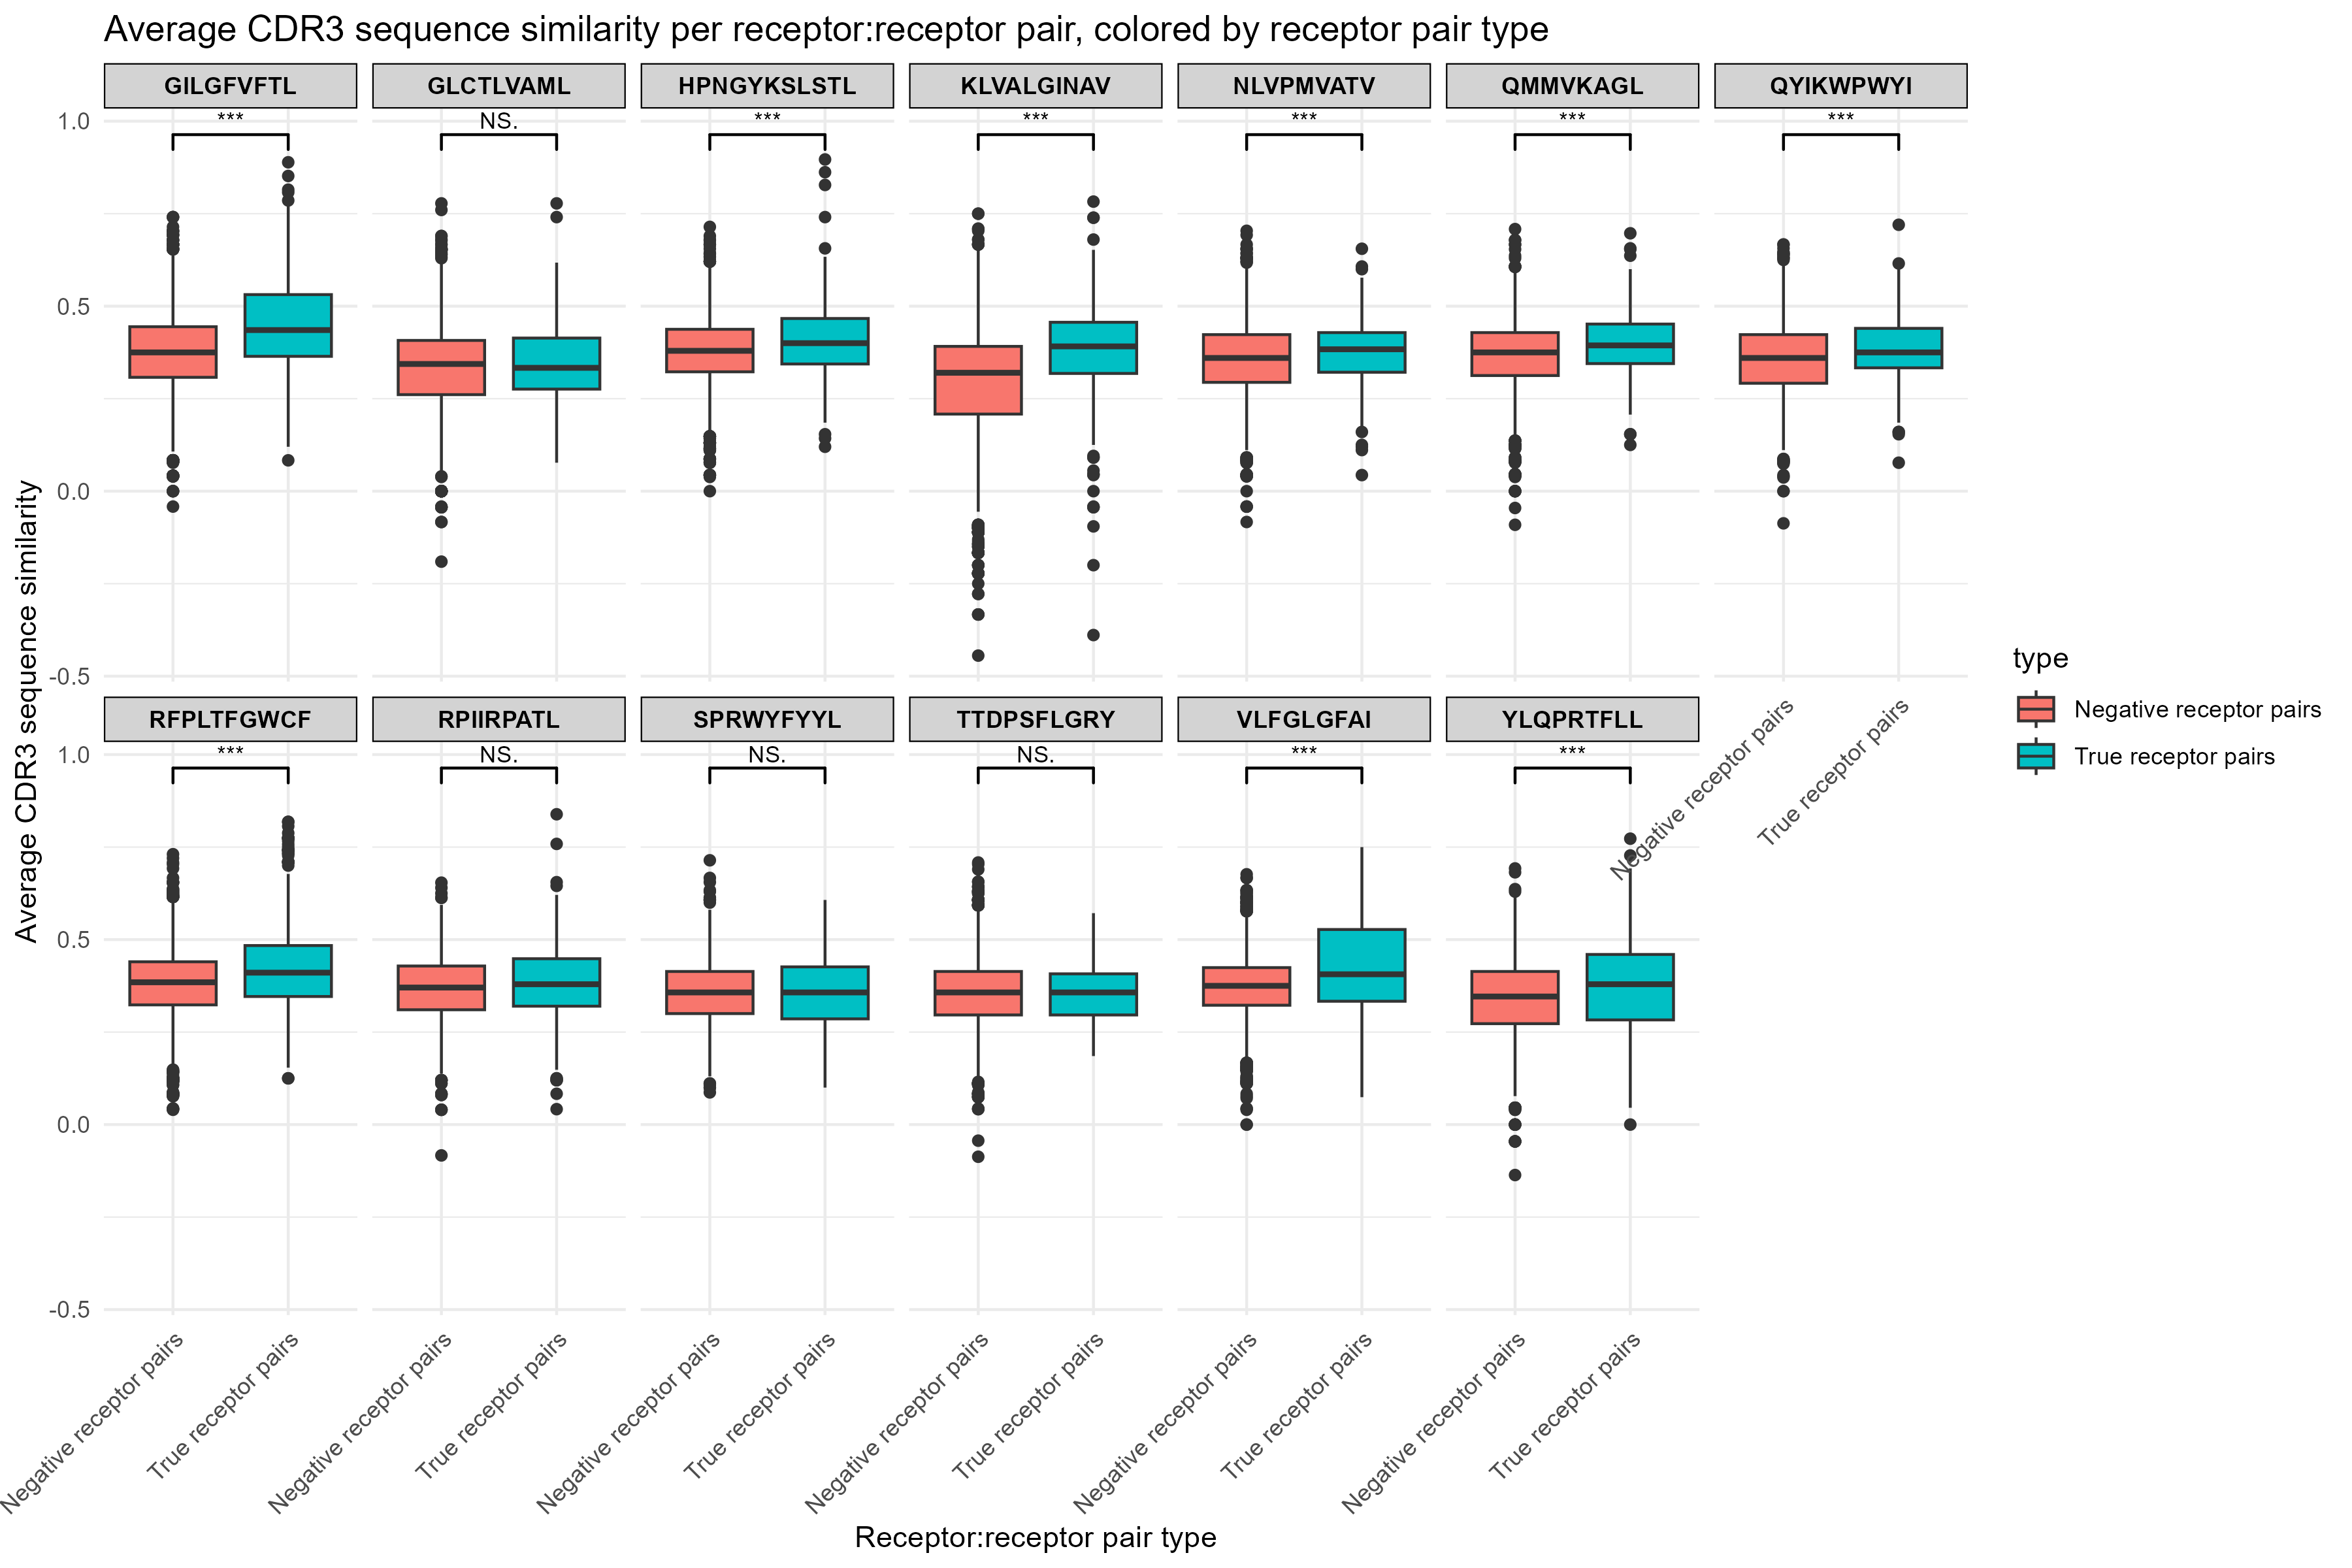 Average CDR3 sequence similarity per receptor:receptor pair, colored by receptor pair type
GILGFVFTL
GLCTLVAML
HPNGYKSLSTL
KLVALGINAV
NLVPMVATV
QMMVKAGL
QYIKWPWYI
***
NS.
***
***
***
***
***
1.0
0.5
0.0
-0.5
Average CDR3 sequence similarity
Negative receptor pairs
True receptor pairs
type
Negative receptor pairs
True receptor pairs
RFPLTFGWCF
RPIIRPATL
SPRWYFYYL
TTDPSFLGRY
VLFGLGFAI
YLQPRTFLL
***
NS.
NS.
NS.
***
***
1.0
0.5
0.0
-0.5
Negative receptor pairs
True receptor pairs
Negative receptor pairs
True receptor pairs
Negative receptor pairs
True receptor pairs
Negative receptor pairs
True receptor pairs
Negative receptor pairs
True receptor pairs
Negative receptor pairs
True receptor pairs
Receptor:receptor pair type